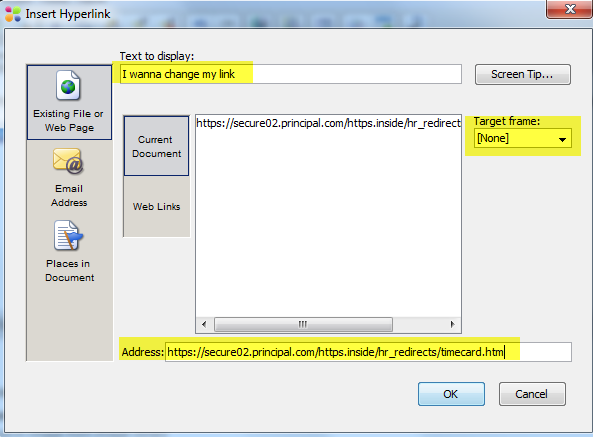 Insert Hyperlink
Text to display:
I wanna change my link
Screen Tip...
Existing File or
Web Page
Email
Address
Places in
Document
Current
Document
Web Links
https://secure02.principal.com/https.inside/hr_redirect
Target frame:
[None]
Address: https://secure02.principal.com/https.inside/hr_redirects/timecard.htm
OK
Cancel